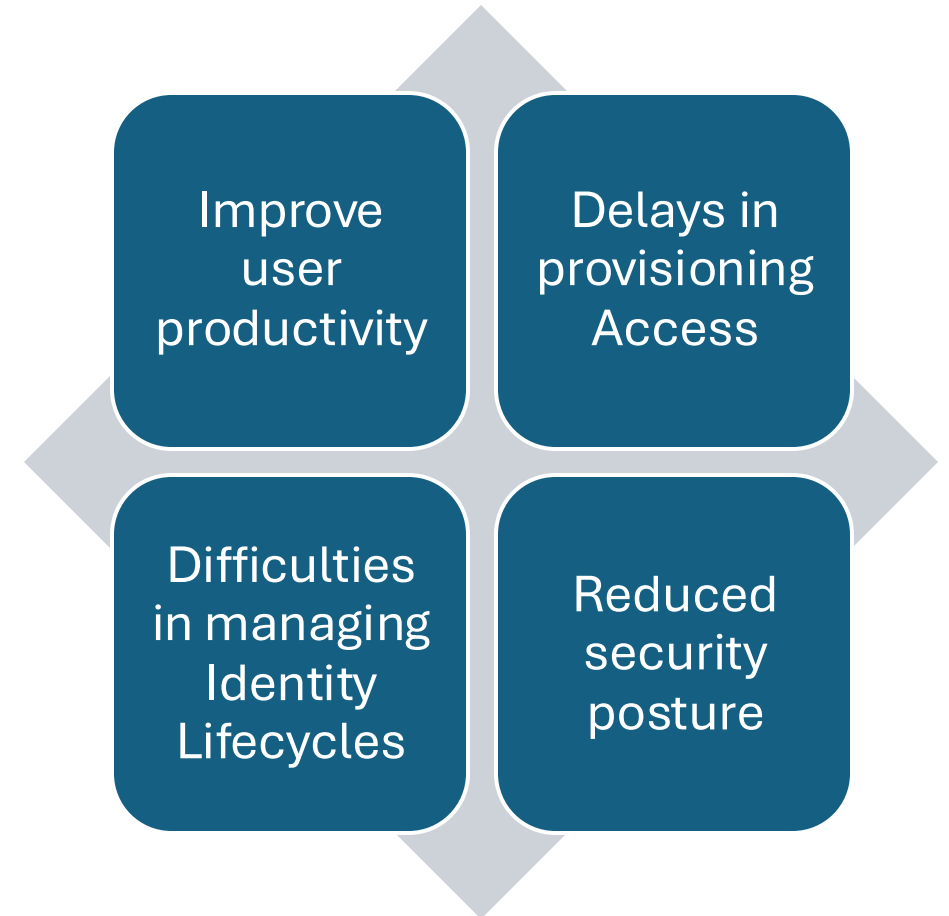 Improve
user
productivity
Delays in
provisioning
Access
Difficulties
in managing
Identity
Lifecycles
Reduced
security
posture